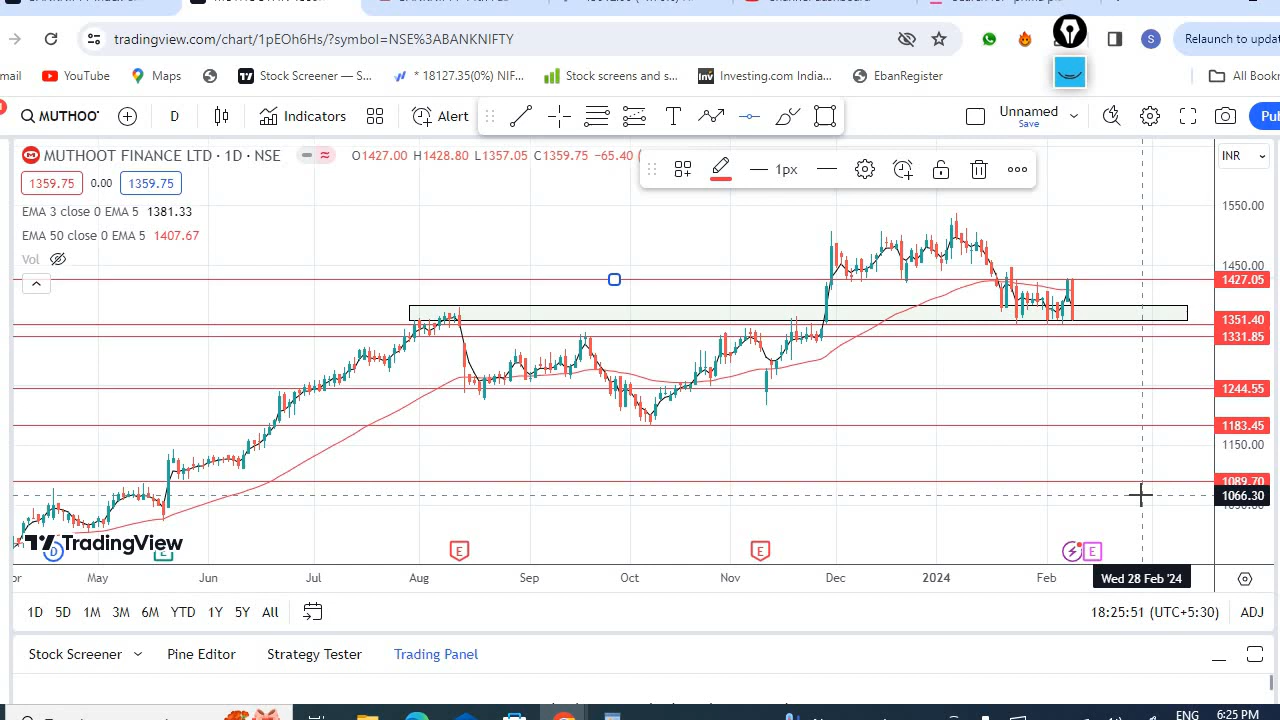 tradingview.com/chart/1pEOh6Hs/?symbol=NSE%3ABANKNIFTY
S
Relaunch to updat
mail YouTube Maps Stock Screener — S... * 18127.35(0%) NIF... Stock screens and s... Inv Investing.com India... EbanRegister All Book
MUTHOO D Indicators Alert T Unnamed Save Pub
MUTHOOT FINANCE LTD · 1D · NSE O1427.00 H1428.80 L1357.05 C1359.75 −65.40 INR
1px
1359.75 0.00 1359.75
EMA 3 close 0 EMA 5 1381.33
EMA 50 close 0 EMA 5 1407.67
Vol
1550.00
1450.00
1427.05
1351.40
1331.85
1244.55
1183.45
1150.00
1089.70
1066.30
TradingView
D E E E E
May Jun Jul Aug Sep Oct Nov Dec 2024 Feb Wed 28 Feb '24
1D 5D 1M 3M 6M YTD 1Y 5Y All 18:25:51 (UTC+5:30) ADJ
Stock Screener Pine Editor Strategy Tester Trading Panel
ENG 6:25 PM